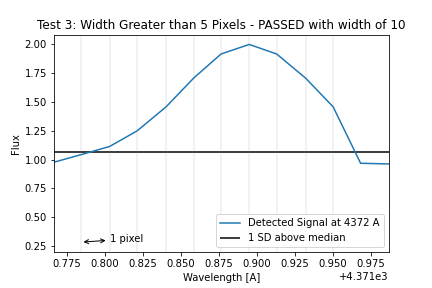 Test 3: Width Greater than 5 Pixels - PASSED with width of 10
2.00
1.75
1.50
1.25
1.00
0.75
0.50
0.25
Flux
1 pixel
Detected Signal at 4372 A
1 SD above median
0.775 0.800 0.825 0.850 0.875 0.900 0.925 0.950 0.975
Wavelength [A]
+4.371e3